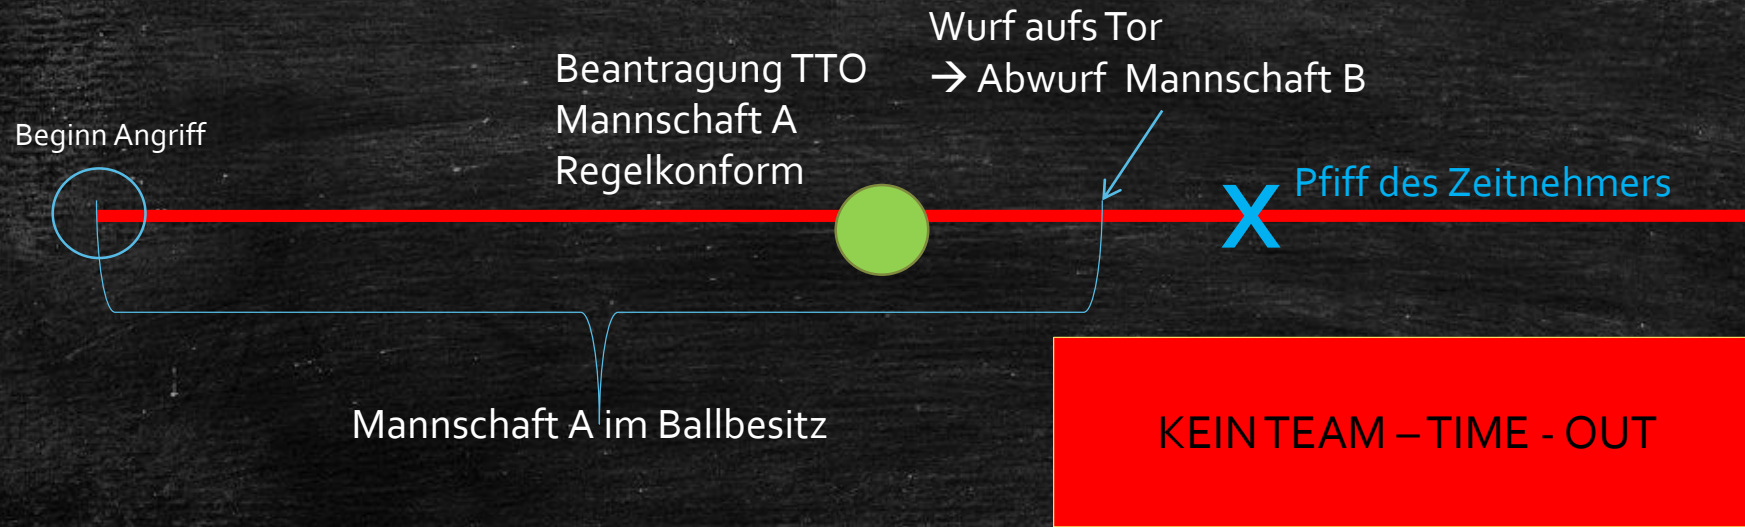 Beginn Angriff
Beantragung TTO
Mannschaft A
Regelkonform
Wurf aufs Tor
→ Abwurf Mannschaft B
X
Pfiff des Zeitnehmers
Mannschaft A im Ballbesitz
KEIN TEAM – TIME - OUT